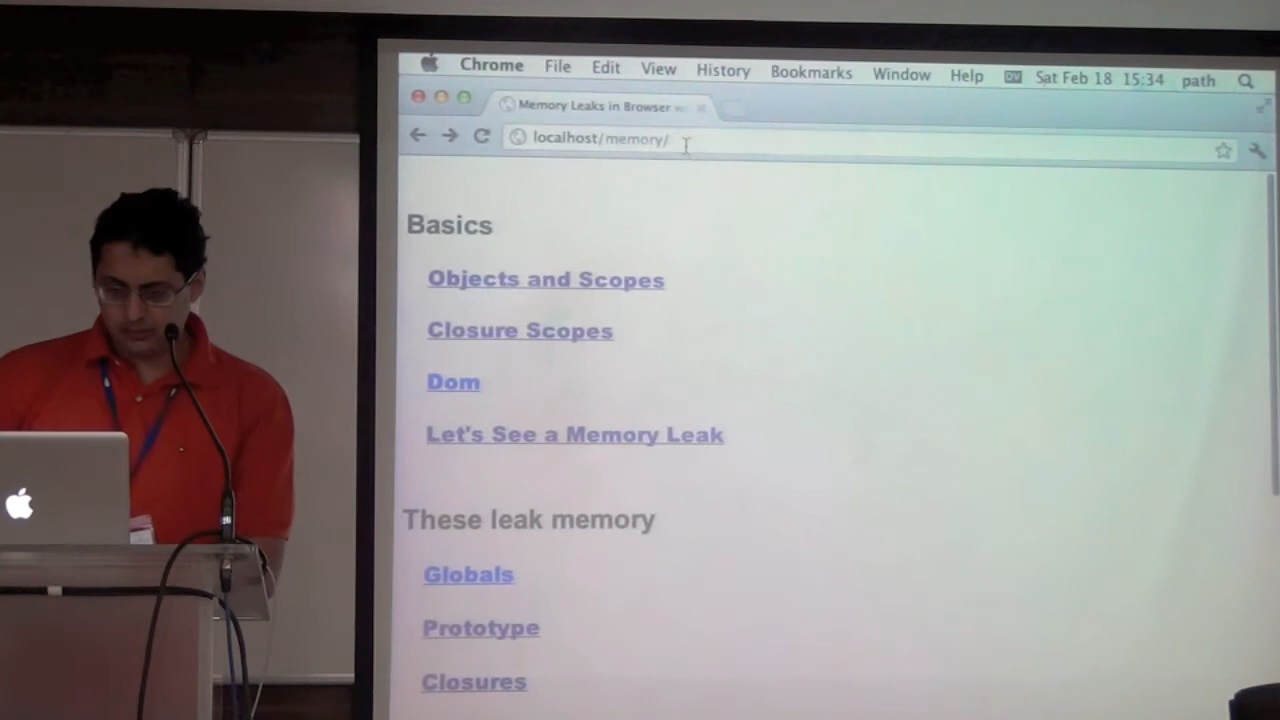 Chrome File Edit View History Bookmarks Window Help DV Sat Feb 18 15:34 path
Memory Leaks in Browser
localhost/memory/
Basics
Objects and Scopes
Closure Scopes
Dom
Let's See a Memory Leak
These leak memory
Globals
Prototype
Closures